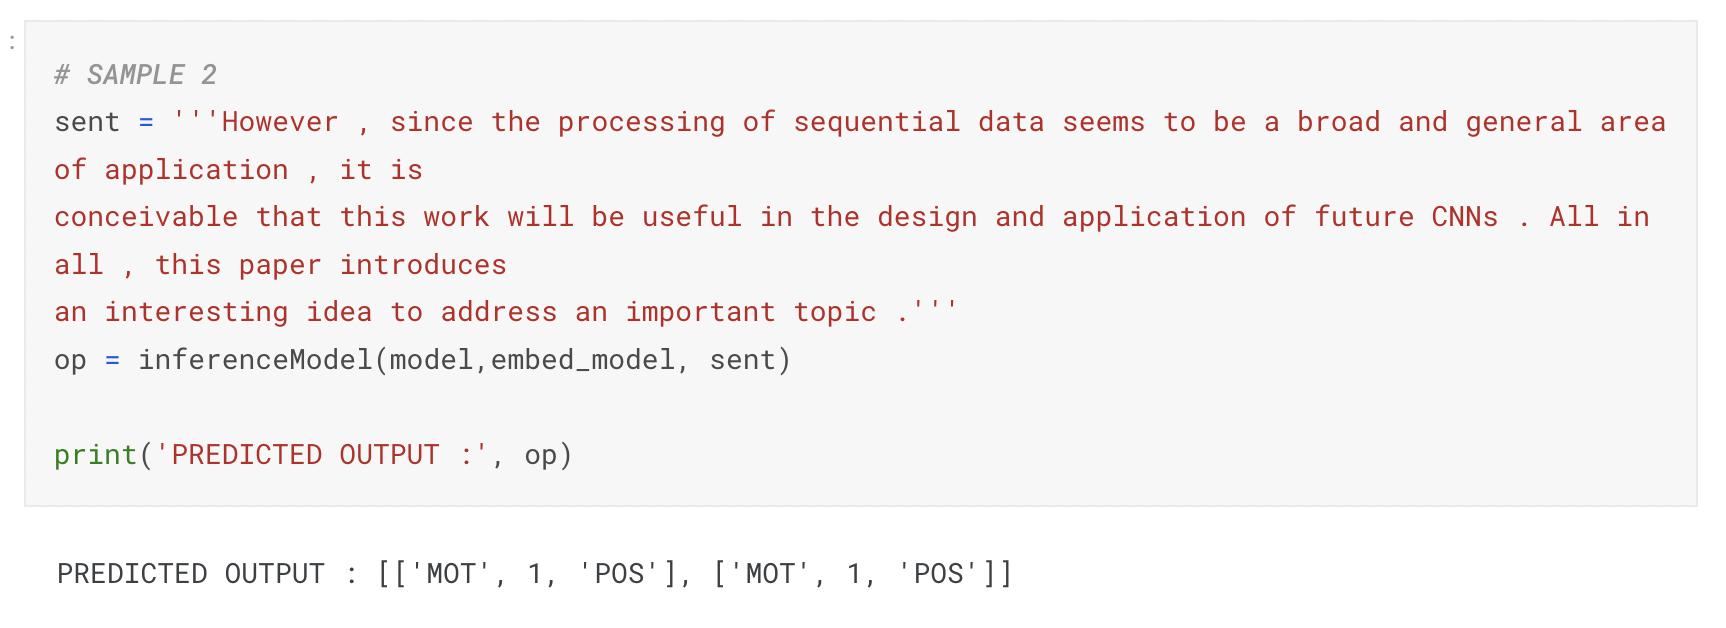 :
# SAMPLE 2
sent = '''However , since the processing of sequential data seems to be a broad and general area
of application , it is
conceivable that this work will be useful in the design and application of future CNNs . All in
all , this paper introduces
an interesting idea to address an important topic .'''
op = inferenceModel(model,embed_model, sent)
print('PREDICTED OUTPUT :', op)
PREDICTED OUTPUT : [['MOT', 1, 'POS'], ['MOT', 1, 'POS']]